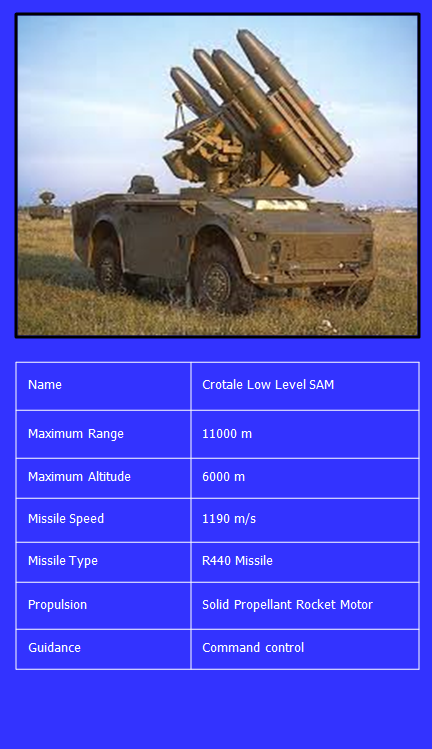 Name Crotale Low Level SAM
Maximum Range 11000 m
Maximum Altitude 6000 m
Missile Speed 1190 m/s
Missile Type R440 Missile
Propulsion Solid Propellant Rocket Motor
Guidance Command control